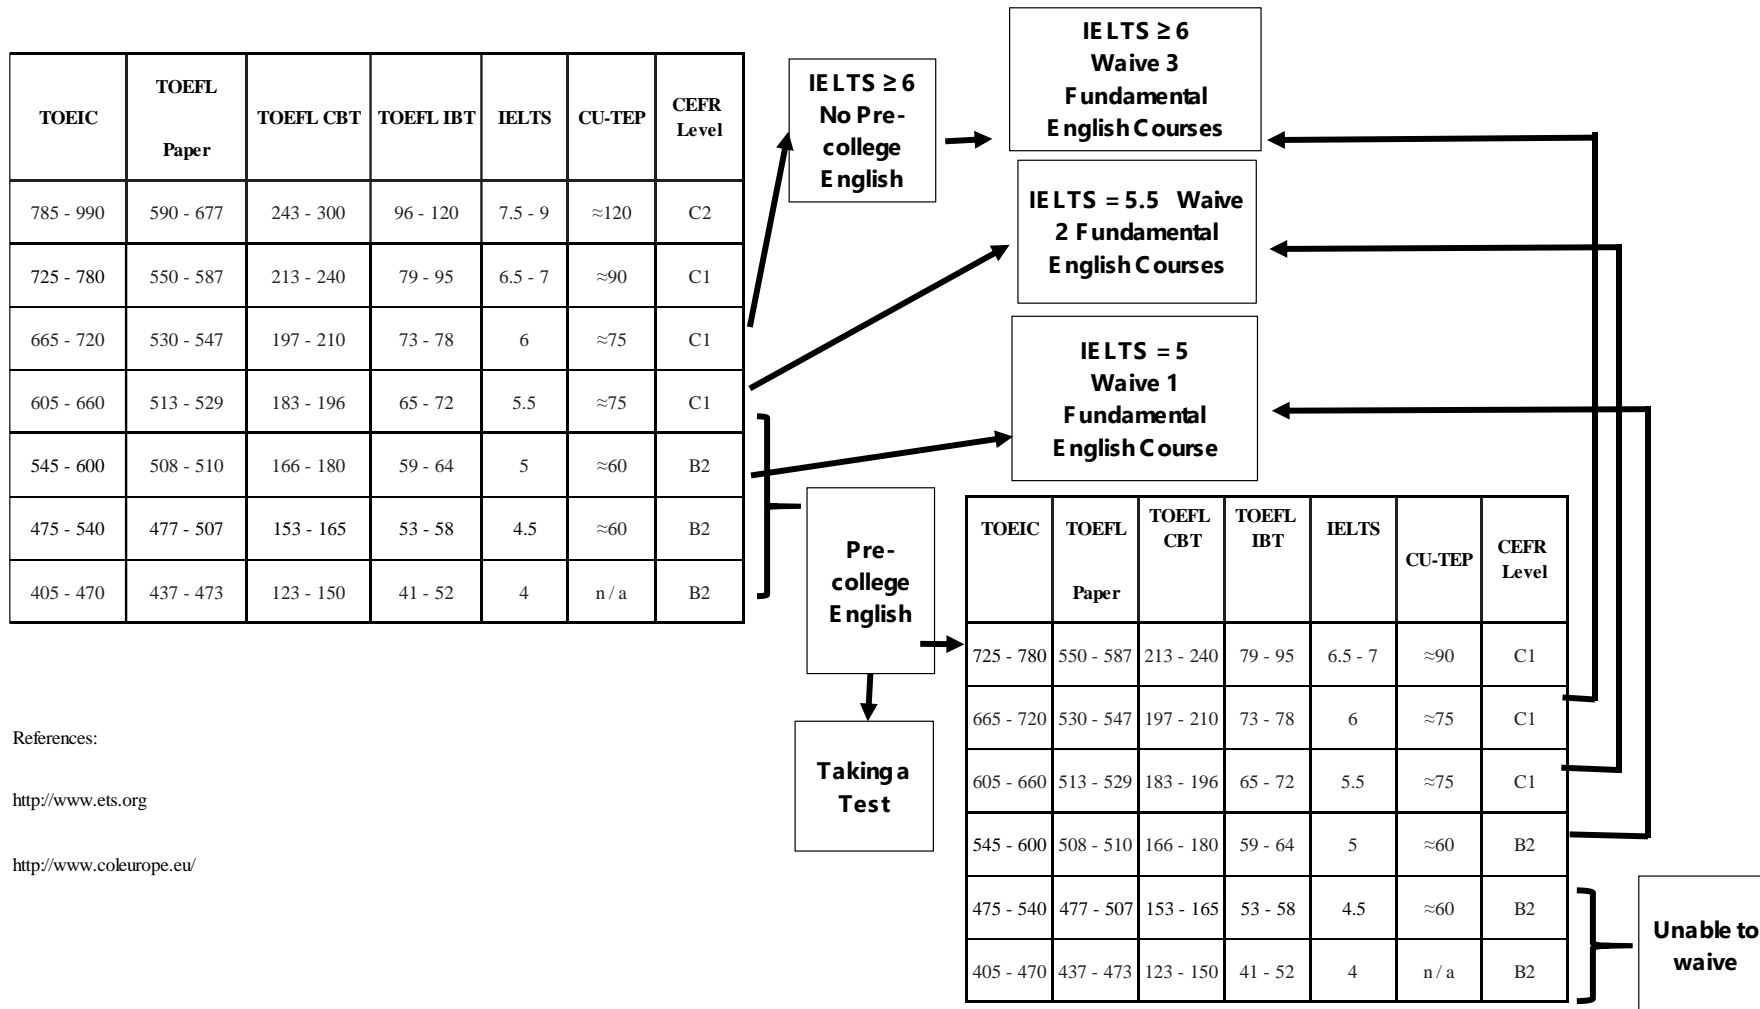 TOEIC TOEFL Paper TOEFL CBT TOEFL IBT IELTS CU-TEP CEFR Level
785 - 990 590 - 677 243 - 300 96 - 120 7.5 - 9 ≈120 C2
725 - 780 550 - 587 213 - 240 79 - 95 6.5 - 7 ≈90 C1
665 - 720 530 - 547 197 - 210 73 - 78 6 ≈75 C1
605 - 660 513 - 529 183 - 196 65 - 72 5.5 ≈75 C1
545 - 600 508 - 510 166 - 180 59 - 64 5 ≈60 B2
475 - 540 477 - 507 153 - 165 53 - 58 4.5 ≈60 B2
405 - 470 437 - 473 123 - 150 41 - 52 4 n / a B2
IELTS ≥ 6
No Pre-
college
English
IELTS ≥ 6
Waive 3
Fundamental
English Courses
IELTS = 5.5 Waive
2 Fundamental
English Courses
IELTS = 5
Waive 1
Fundamental
English Course
Pre-
college
English
Taking a
Test
TOEIC TOEFL Paper TOEFL CBT TOEFL IBT IELTS CU-TEP CEFR Level
725 - 780 550 - 587 213 - 240 79 - 95 6.5 - 7 ≈90 C1
665 - 720 530 - 547 197 - 210 73 - 78 6 ≈75 C1
605 - 660 513 - 529 183 - 196 65 - 72 5.5 ≈75 C1
545 - 600 508 - 510 166 - 180 59 - 64 5 ≈60 B2
475 - 540 477 - 507 153 - 165 53 - 58 4.5 ≈60 B2
405 - 470 437 - 473 123 - 150 41 - 52 4 n / a B2
Unable to
waive
References:
http://www.ets.org
http://www.coleurope.eu/